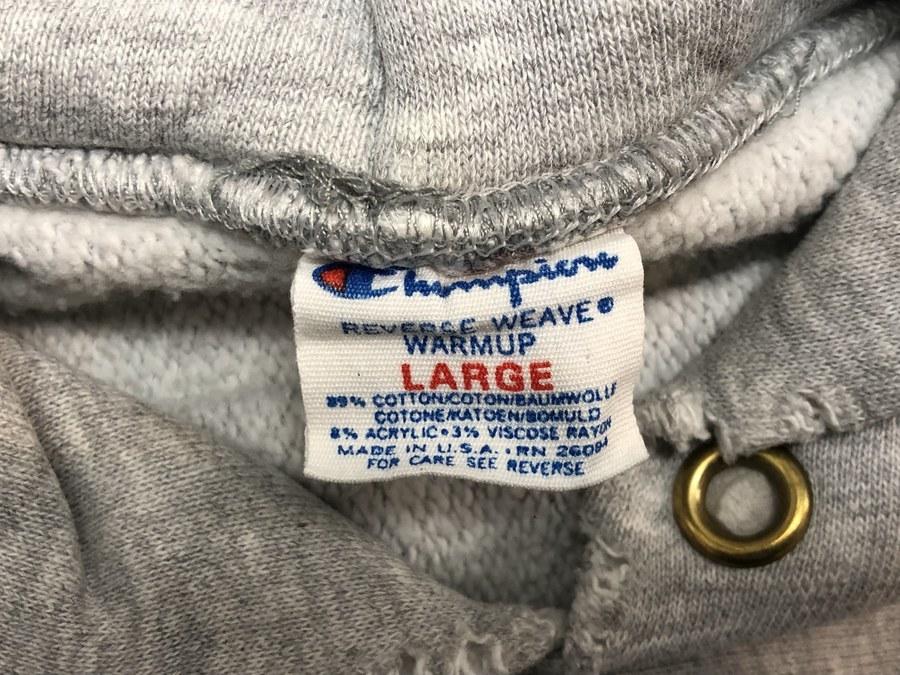 Champion
REVERSE WEAVE®
WARMUP
LARGE
89% COTTON/COTON/BAUMWOLLE
COTONE/KATOEN/BOMULD
8% ACRYLIC • 3% VISCOSE RAYON
MADE IN U.S.A. • RN 26094
FOR CARE SEE REVERSE